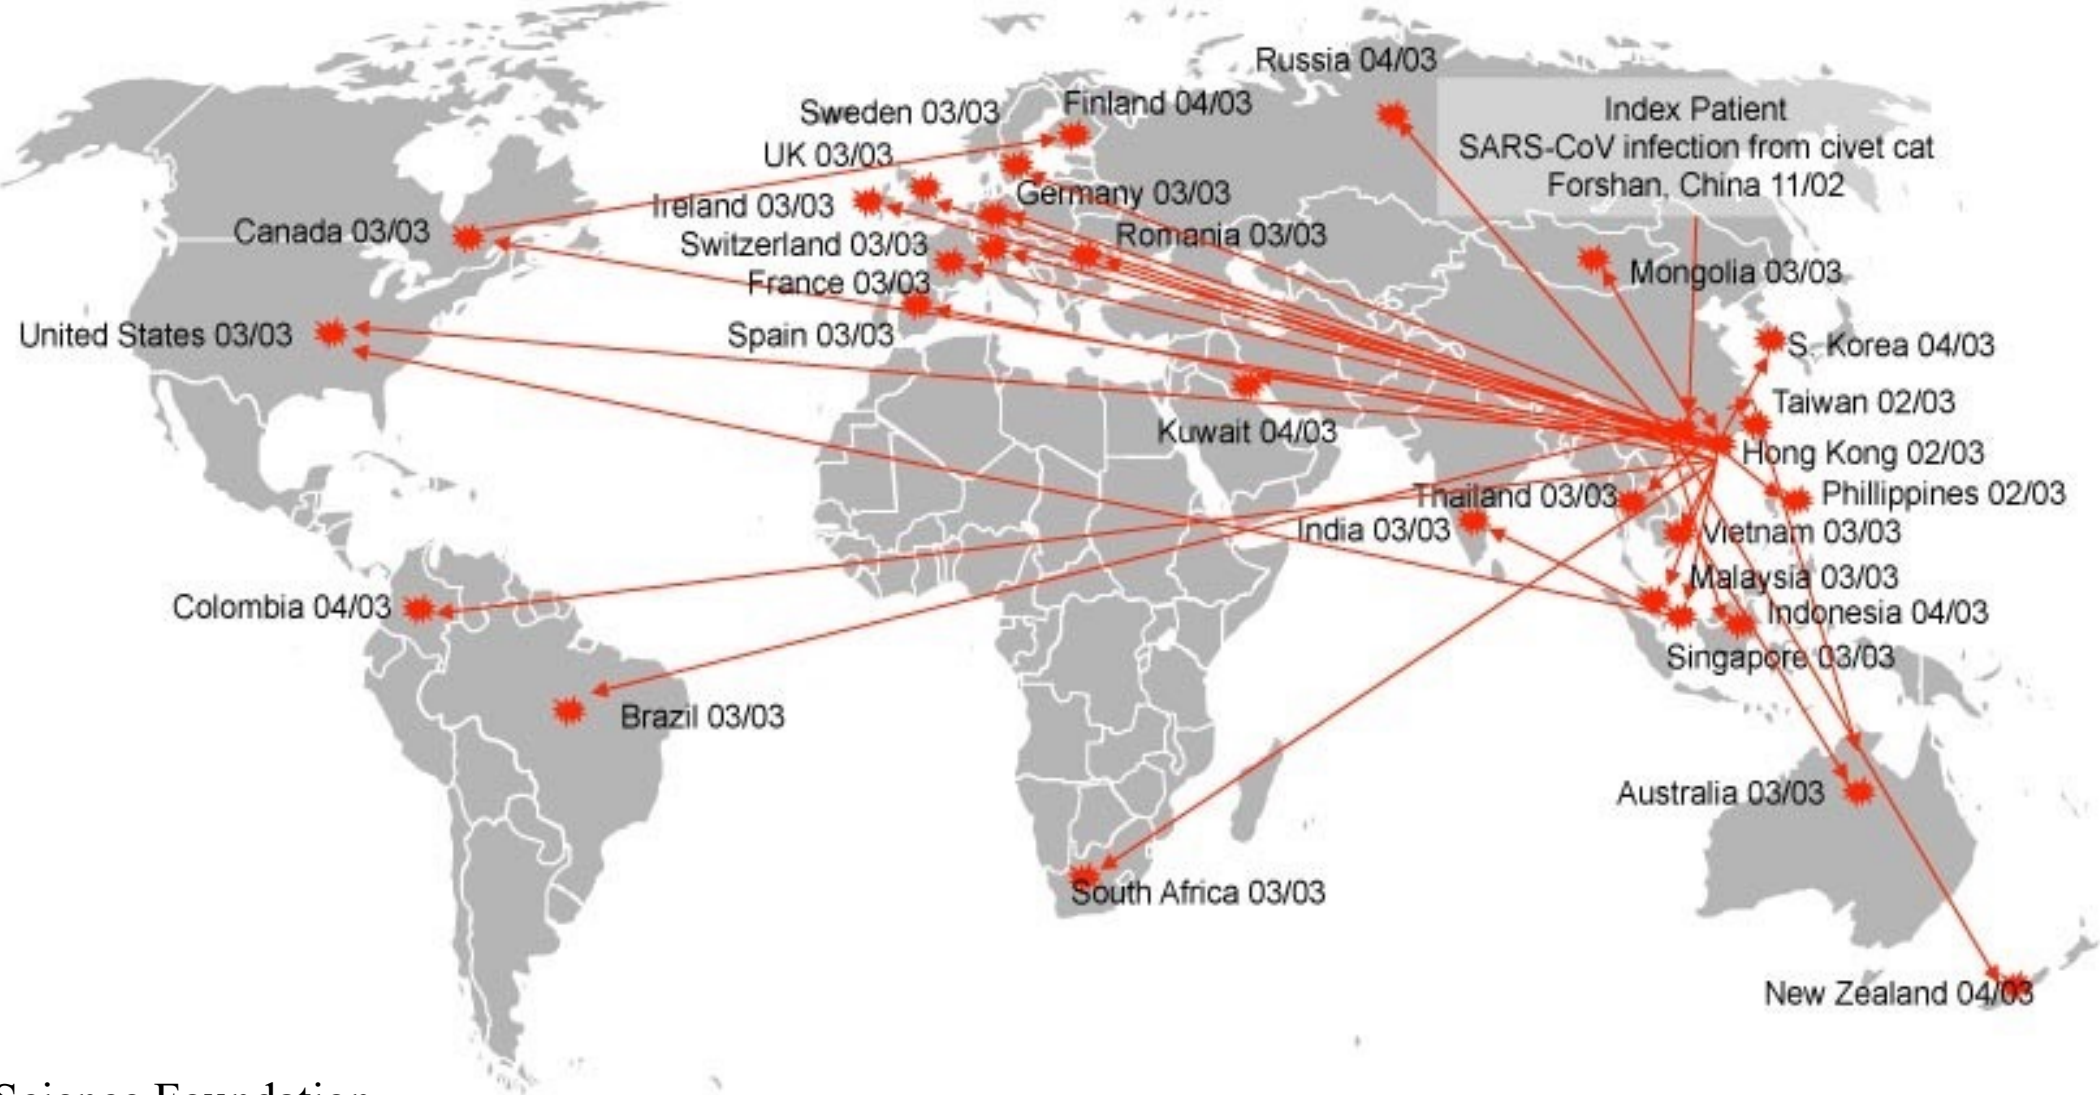 Russia 04/03
Index Patient
SARS-CoV infection from civet cat
Forshan, China 11/02
Sweden 03/03
Finland 04/03
UK 03/03
Germany 03/03
Ireland 03/03
Canada 03/03
Switzerland 03/03
Romania 03/03
Mongolia 03/03
France 03/03
United States 03/03
Spain 03/03
S. Korea 04/03
Taiwan 02/03
Kuwait 04/03
Hong Kong 02/03
Thailand 03/03
Phillippines 02/03
India 03/03
Vietnam 03/03
Malaysia 03/03
Colombia 04/03
Indonesia 04/03
Singapore 03/03
Brazil 03/03
Australia 03/03
South Africa 03/03
New Zealand 04/03
Science Foundation